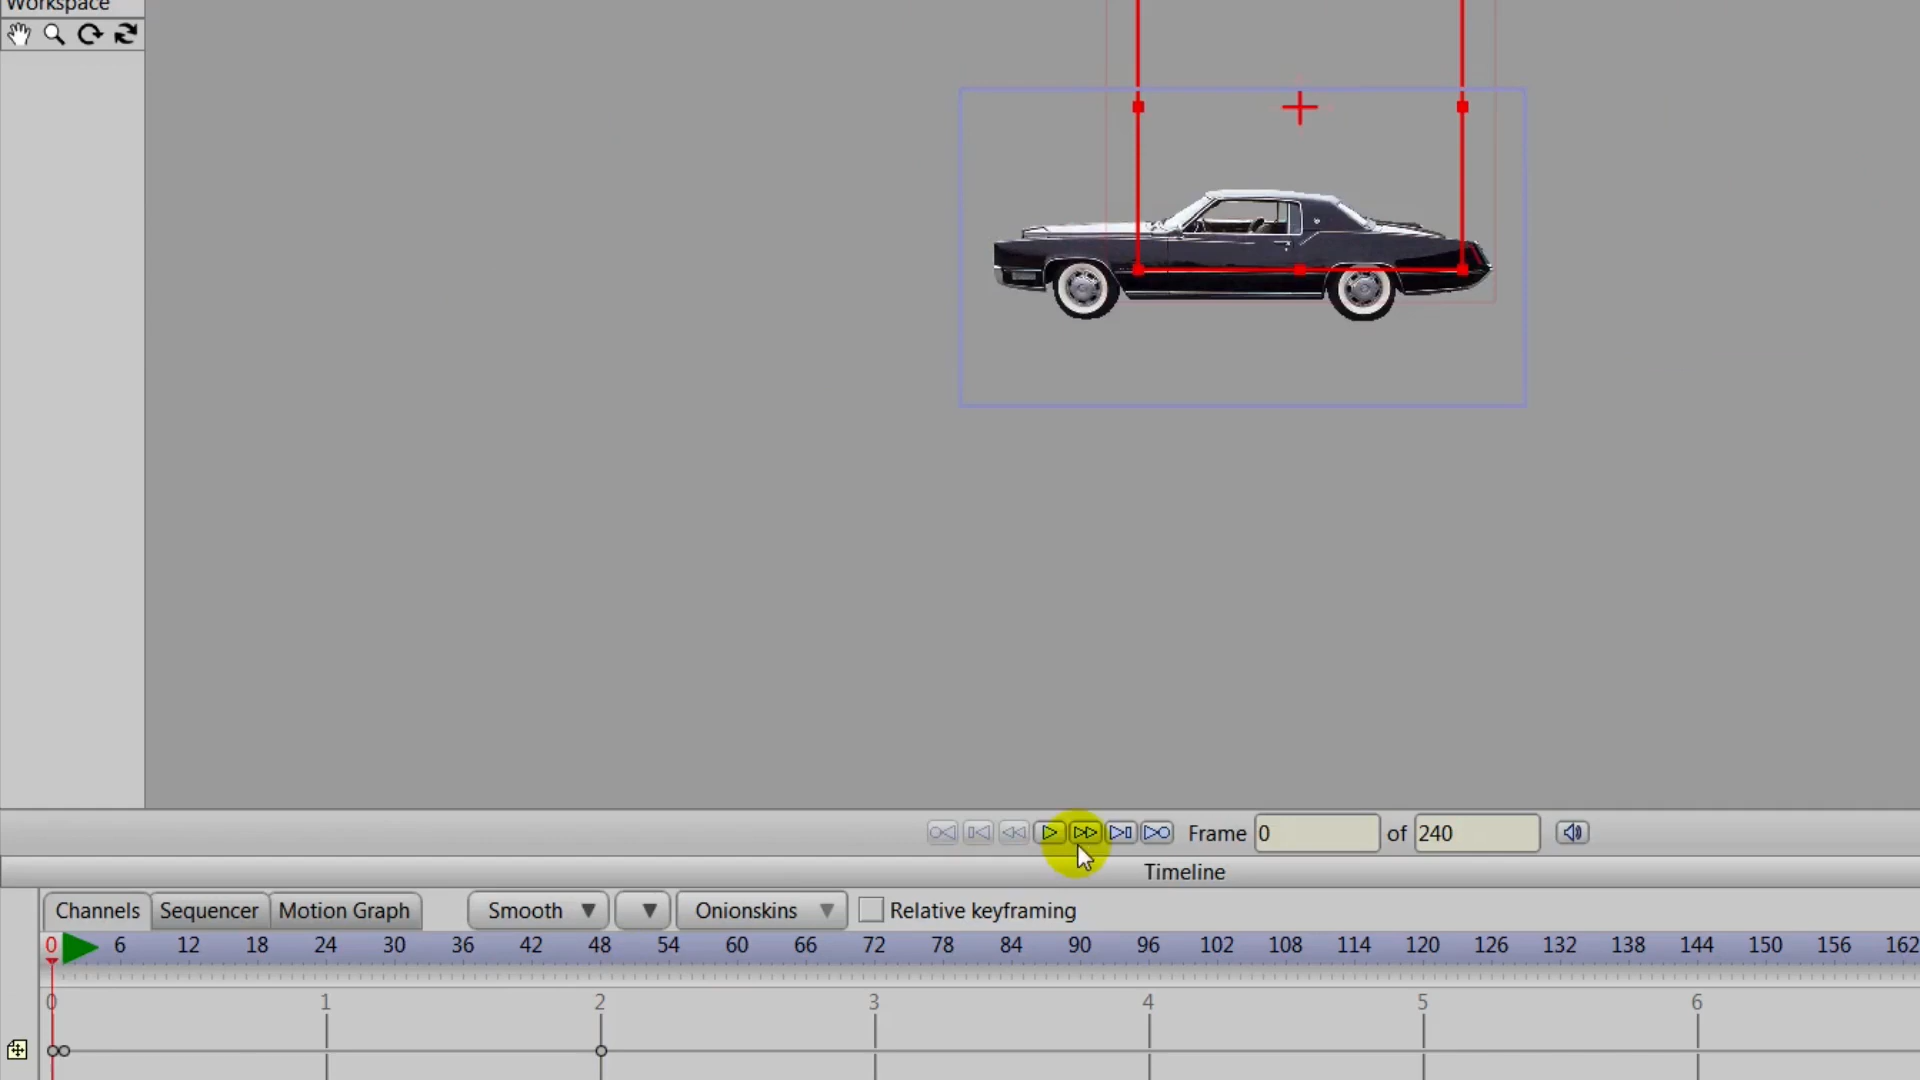 Workspace
Frame 0 of 240
Timeline
Channels Sequencer Motion Graph Smooth Onionskins Relative keyframing
0 6 12 18 24 30 36 42 48 54 60 66 72 78 84 90 96 102 108 114 120 126 132 138 144 150 156 162
0 1 2 3 4 5 6